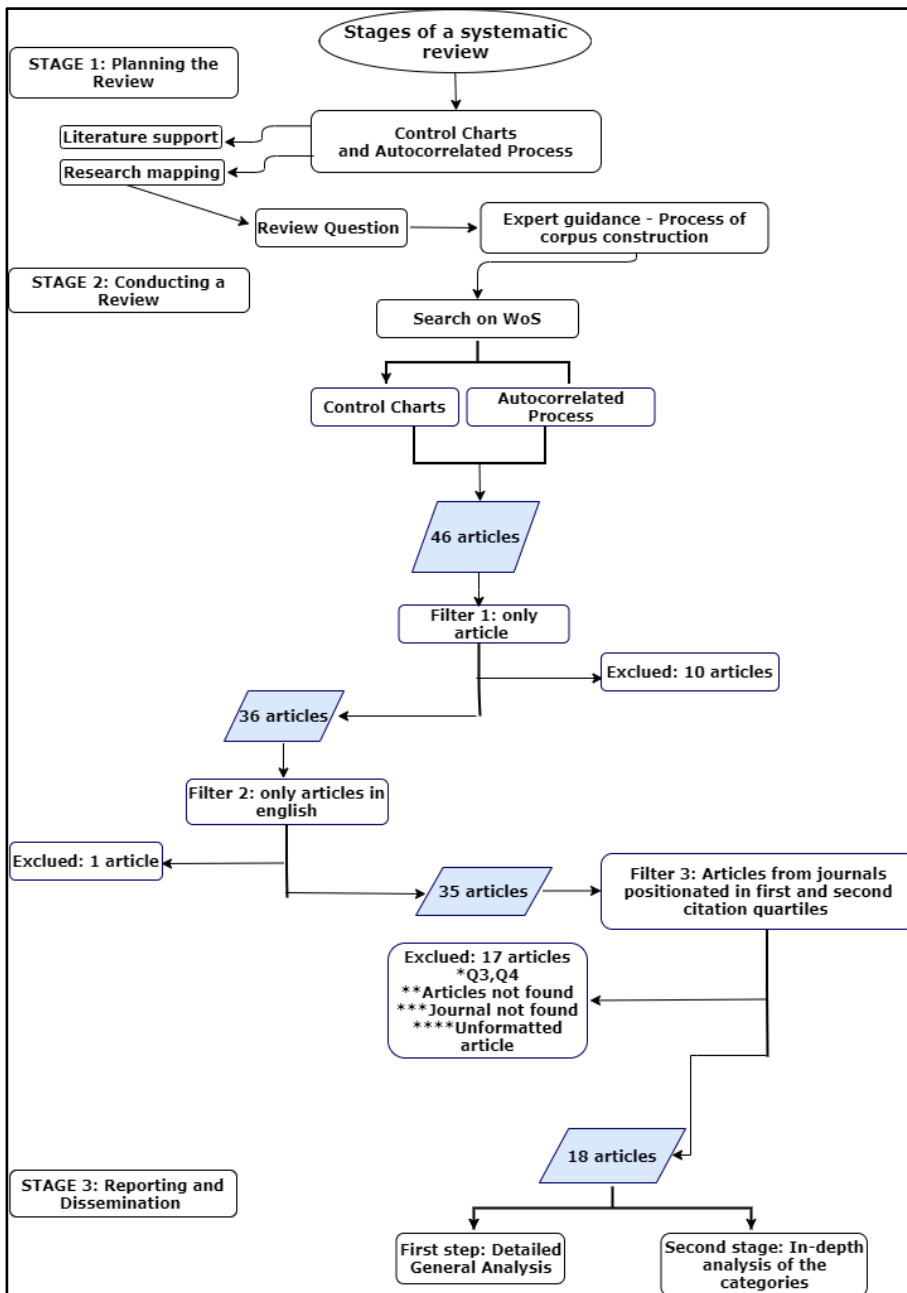 Stages of a systematic
review
STAGE 1: Planning the
Review
Control Charts
and Autocorrelated Process
Literature support
Research mapping
Review Question
Expert guidance - Process of
corpus construction
STAGE 2: Conducting a
Review
Search on WoS
Control Charts
Autocorrelated
Process
46 articles
Filter 1: only
article
Exclued: 10 articles
36 articles
Filter 2: only articles in
english
Exclued: 1 article
35 articles
Filter 3: Articles from journals
positionated in first and second
citation quartiles
Exclued: 17 articles
*Q3,Q4
**Articles not found
***Journal not found
****Unformatted
article
18 articles
STAGE 3: Reporting and
Dissemination
First step: Detailed
General Analysis
Second stage: In-depth
analysis of the
categories